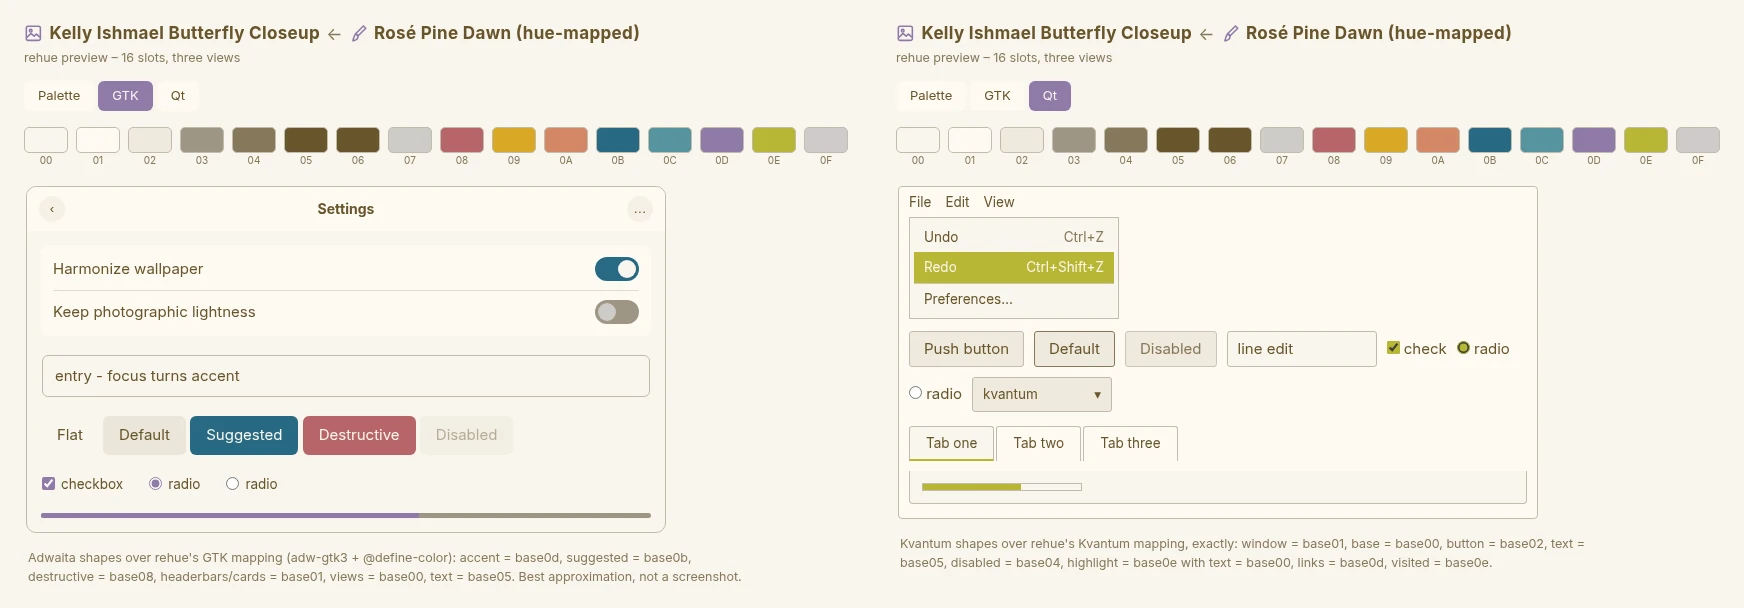 Kelly Ishmael Butterfly Closeup ← Rosé Pine Dawn (hue-mapped)
rehue preview – 16 slots, three views
Palette GTK Qt
00 01 02 03 04 05 06 07 08 09 0A 0B 0C 0D 0E 0F
‹ Settings ...
Harmonize wallpaper
Keep photographic lightness
entry - focus turns accent
Flat Default Suggested Destructive Disabled
checkbox radio radio
Adwaita shapes over rehue's GTK mapping (adw-gtk3 + @define-color): accent = base0d, suggested = base0b,
destructive = base08, headerbars/cards = base01, views = base00, text = base05. Best approximation, not a screenshot.
Kelly Ishmael Butterfly Closeup ← Rosé Pine Dawn (hue-mapped)
rehue preview – 16 slots, three views
Palette GTK Qt
00 01 02 03 04 05 06 07 08 09 0A 0B 0C 0D 0E 0F
File Edit View
Undo Ctrl+Z
Redo Ctrl+Shift+Z
Preferences...
Push button Default Disabled line edit check radio
radio kvantum ▾
Tab one Tab two Tab three
Kvantum shapes over rehue's Kvantum mapping, exactly: window = base01, base = base00, button = base02, text =
base05, disabled = base04, highlight = base0e with text = base00, links = base0d, visited = base0e.